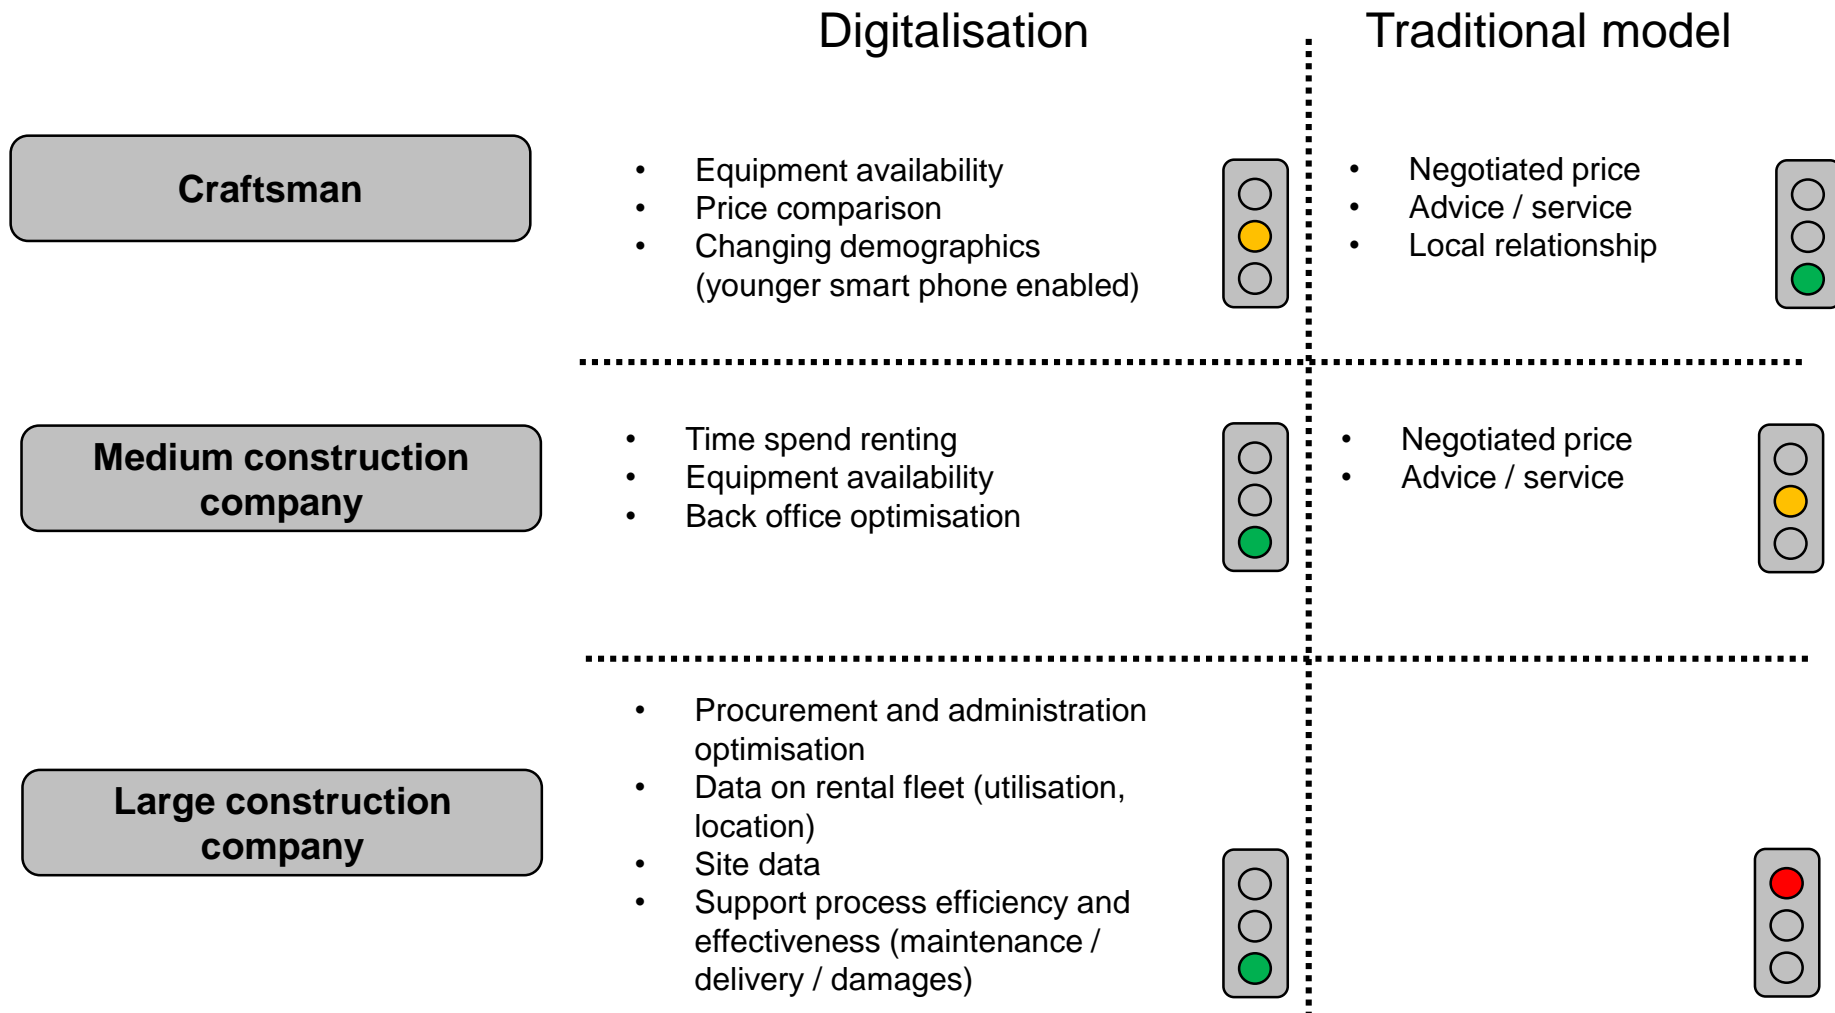 Digitalisation
Traditional model
Craftsman
• Equipment availability
• Price comparison
• Changing demographics
(younger smart phone enabled)
• Negotiated price
• Advice / service
• Local relationship
Medium construction
company
• Time spend renting
• Equipment availability
• Back office optimisation
• Negotiated price
• Advice / service
Large construction
company
• Procurement and administration
optimisation
• Data on rental fleet (utilisation,
location)
• Site data
• Support process efficiency and
effectiveness (maintenance /
delivery / damages)